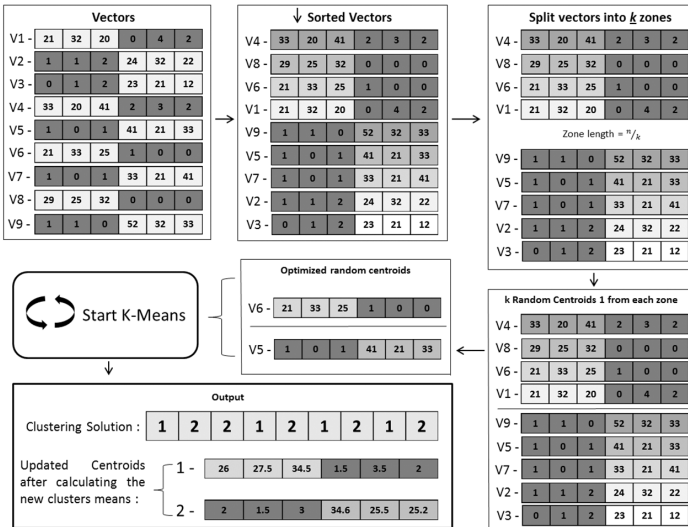 Vectors
V1 - 21 32 20 0 4 2
V2 - 1 1 2 24 32 22
V3 - 0 1 2 23 21 12
V4 - 33 20 41 2 3 2
V5 - 1 0 1 41 21 33
V6 - 21 33 25 1 0 0
V7 - 1 0 1 33 21 41
V8 - 29 25 32 0 0 0
V9 - 1 1 0 52 32 33
Sorted Vectors
V4 - 33 20 41 2 3 2
V8 - 29 25 32 0 0 0
V6 - 21 33 25 1 0 0
V1 - 21 32 20 0 4 2
V9 - 1 1 0 52 32 33
V5 - 1 0 1 41 21 33
V7 - 1 0 1 33 21 41
V2 - 1 1 2 24 32 22
V3 - 0 1 2 23 21 12
Split vectors into k zones
V4 - 33 20 41 2 3 2
V8 - 29 25 32 0 0 0
V6 - 21 33 25 1 0 0
V1 - 21 32 20 0 4 2
Zone length = n/k
V9 - 1 1 0 52 32 33
V5 - 1 0 1 41 21 33
V7 - 1 0 1 33 21 41
V2 - 1 1 2 24 32 22
V3 - 0 1 2 23 21 12
k Random Centroids 1 from each zone
V4 - 33 20 41 2 3 2
V8 - 29 25 32 0 0 0
V6 - 21 33 25 1 0 0
V1 - 21 32 20 0 4 2
V9 - 1 1 0 52 32 33
V5 - 1 0 1 41 21 33
V7 - 1 0 1 33 21 41
V2 - 1 1 2 24 32 22
V3 - 0 1 2 23 21 12
Optimized random centroids
V6 - 21 33 25 1 0 0
V5 - 1 0 1 41 21 33
Start K-Means
Output
Clustering Solution : 1 2 2 1 2 1 2 1 2
Updated Centroids
after calculating the
new clusters means :
1 - 26 27.5 34.5 1.5 3.5 2
2 - 2 1.5 3 34.6 25.5 25.2